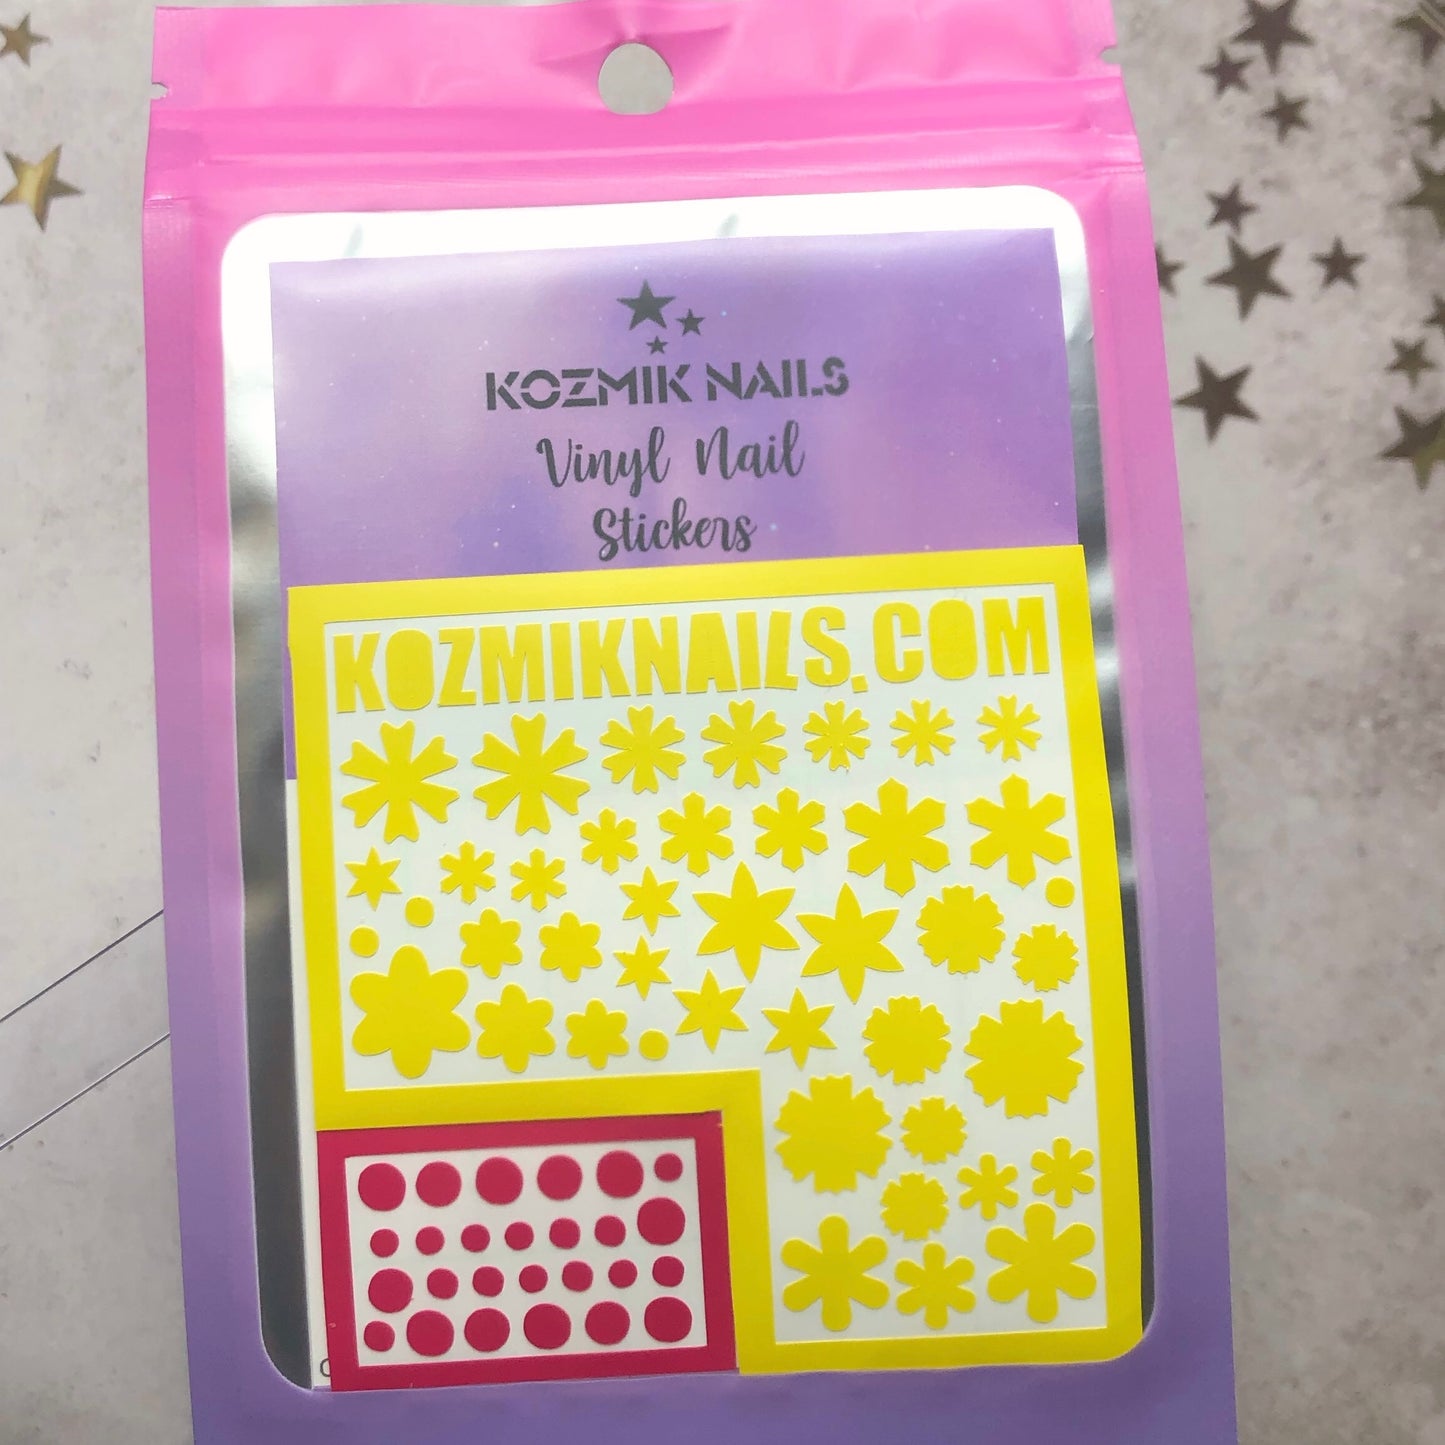 KOZMIK NAILS
Vinyl Nail
Stickers
KOZMIKNAILS.COM